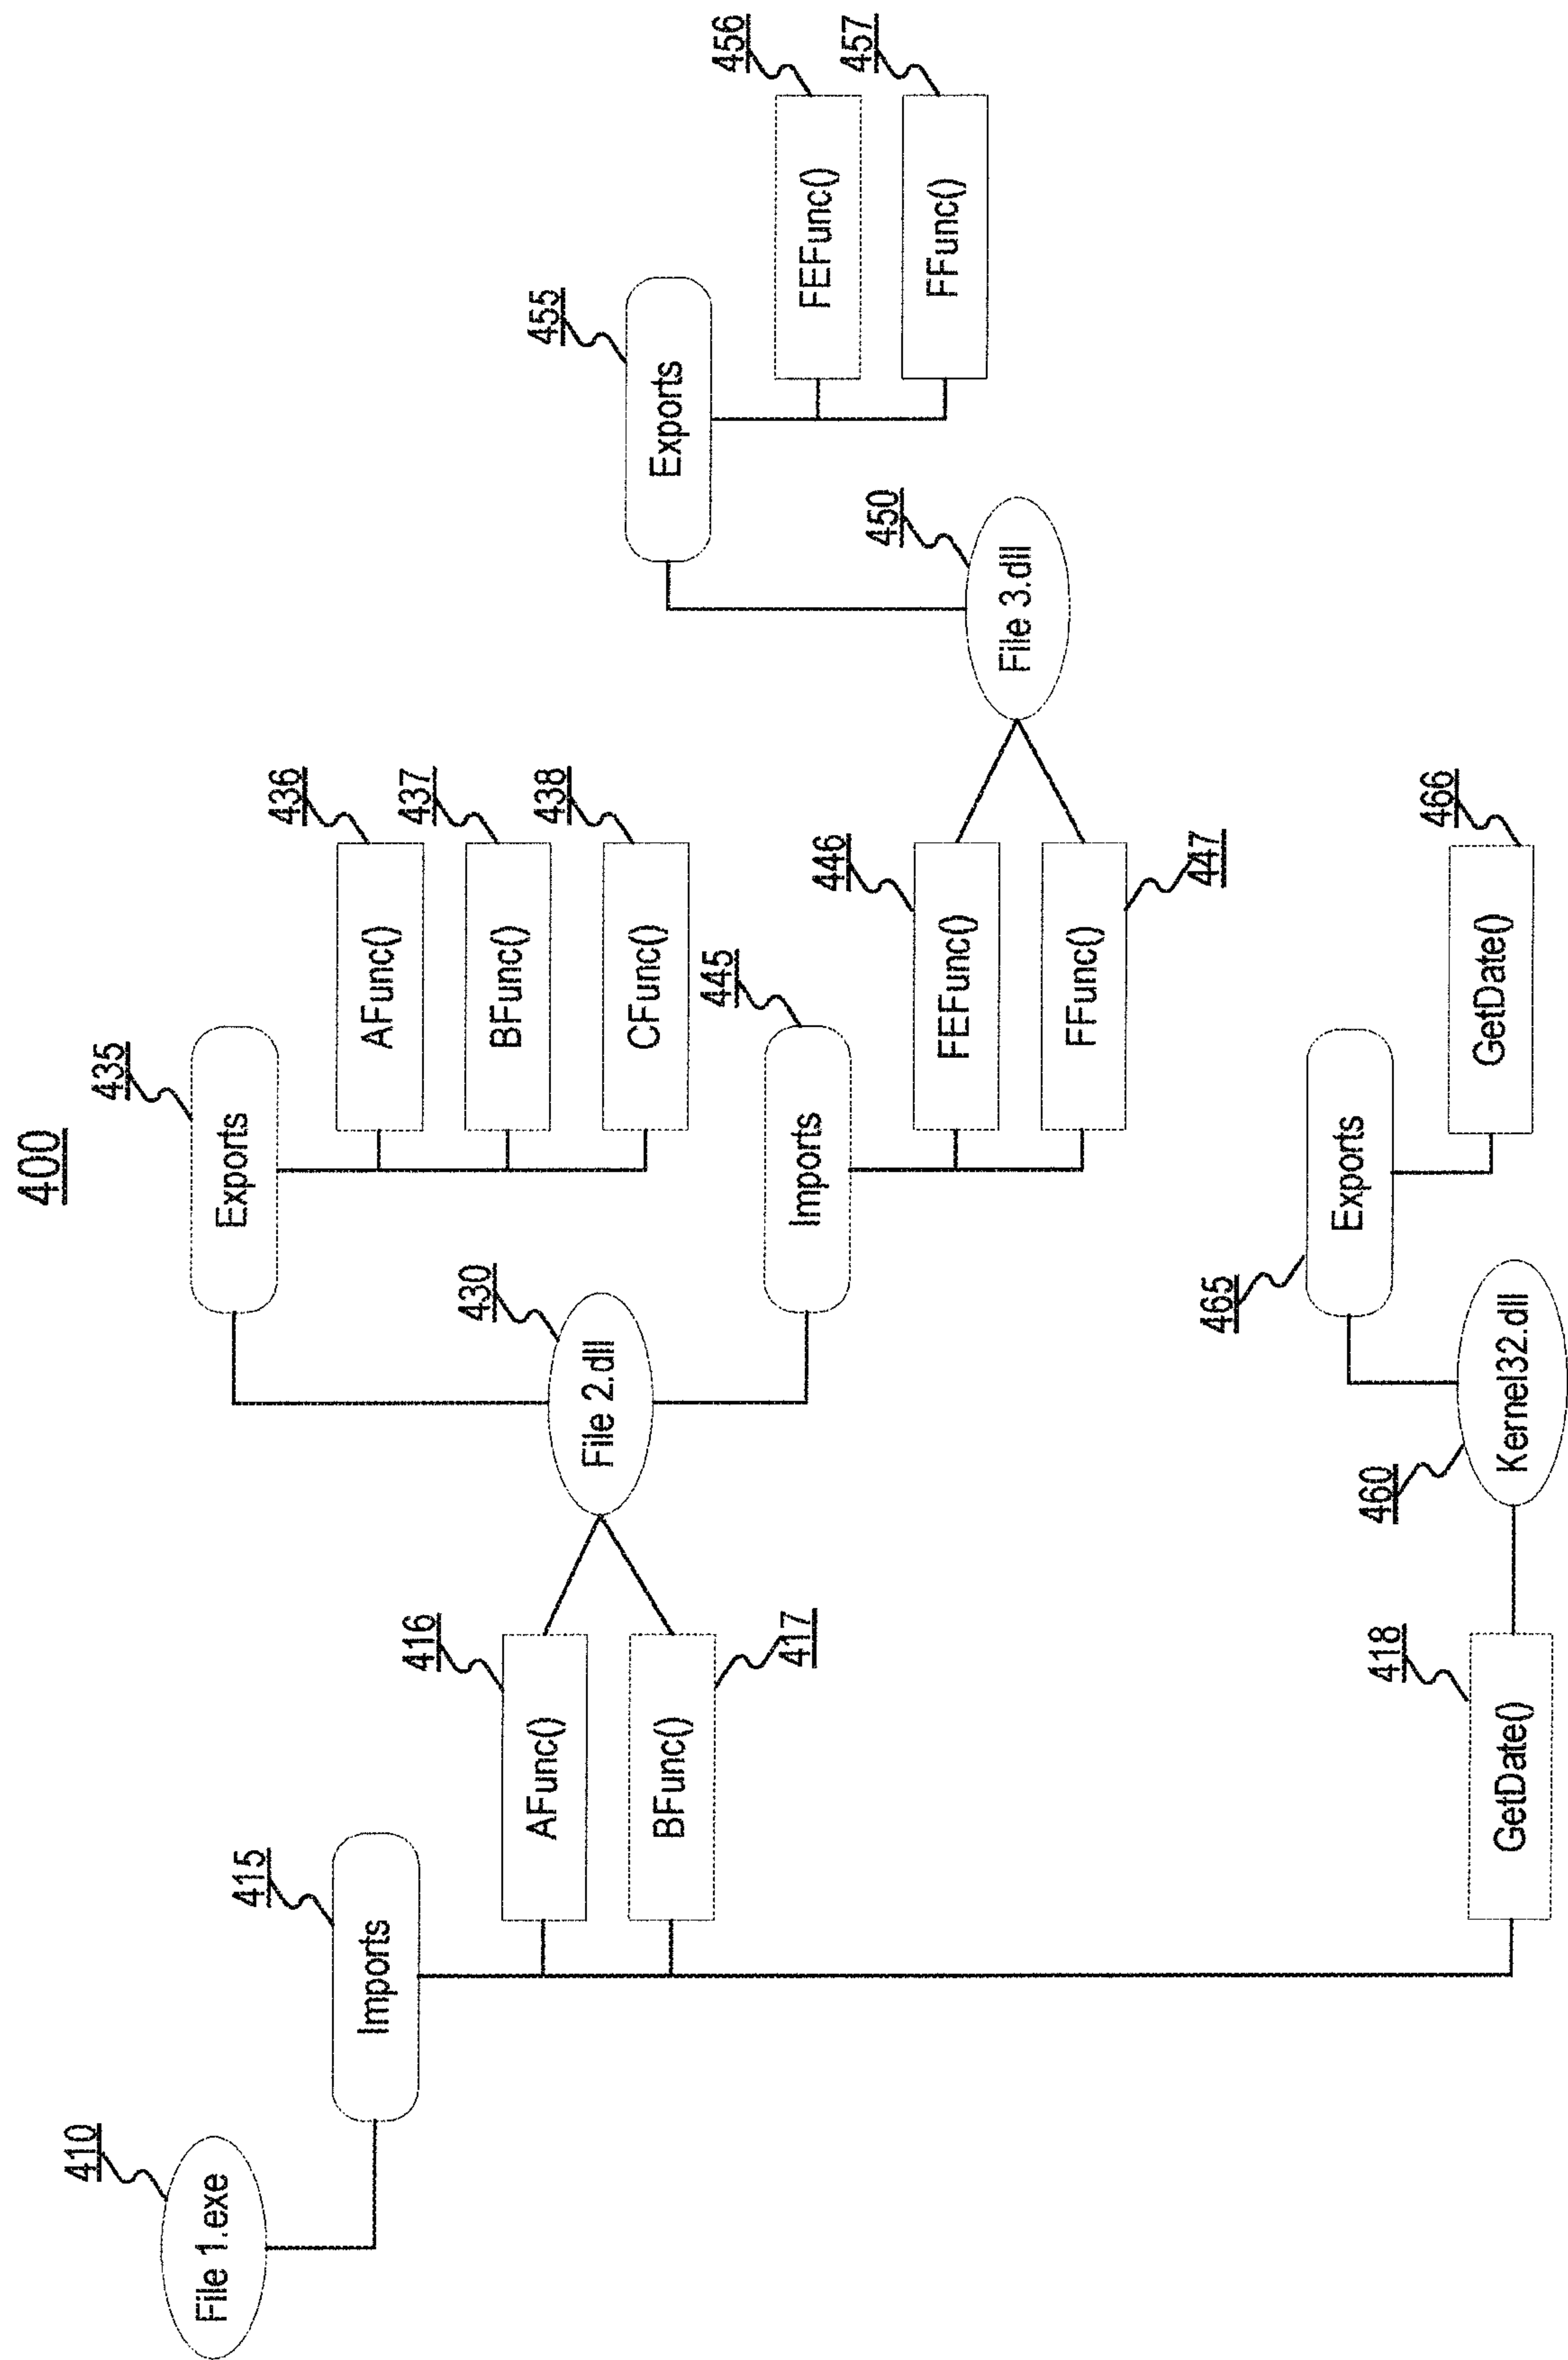 400
410
File 1.exe
415
Imports
416
AFunc()
417
BFunc()
418
GetDate()
430
File 2.dll
435
Exports
436
AFunc()
437
BFunc()
438
CFunc()
445
Imports
446
FEFunc()
447
FFunc()
450
File 3.dll
455
Exports
456
FEFunc()
457
FFunc()
460
Kernel32.dll
465
Exports
466
GetDate()